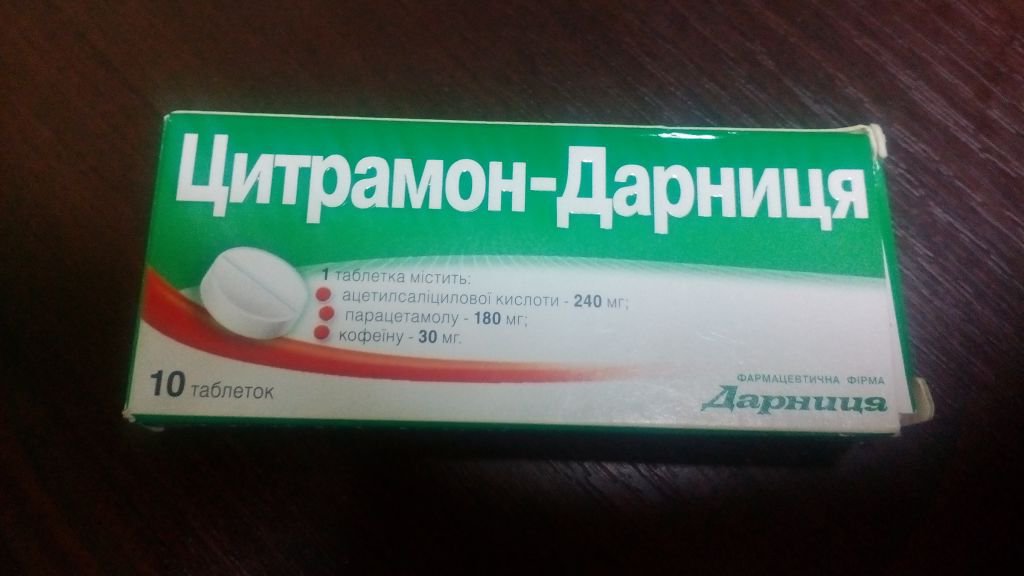 Цитрамон-Дарниця
1 таблетка містить:
ацетилсаліцилової кислоти - 240 мг;
парацетамолу - 180 мг;
кофеїну - 30 мг.
10 таблеток
ФАРМАЦЕВТИЧНА ФІРМА
Дарниця